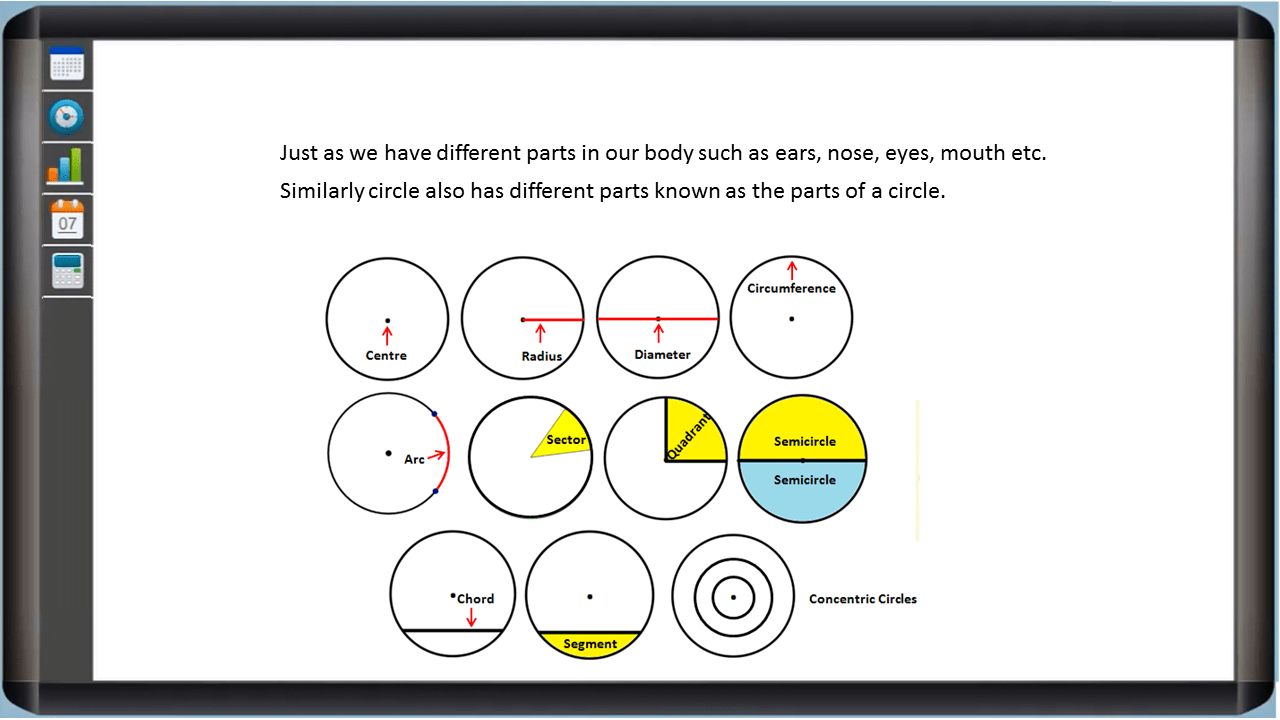 Just as we have different parts in our body such as ears, nose, eyes, mouth etc.
Similarly circle also has different parts known as the parts of a circle.
07
Centre
Radius
Diameter
Circumference
Arc
Sector
Quadrant
Semicircle
Semicircle
Chord
Segment
Concentric Circles